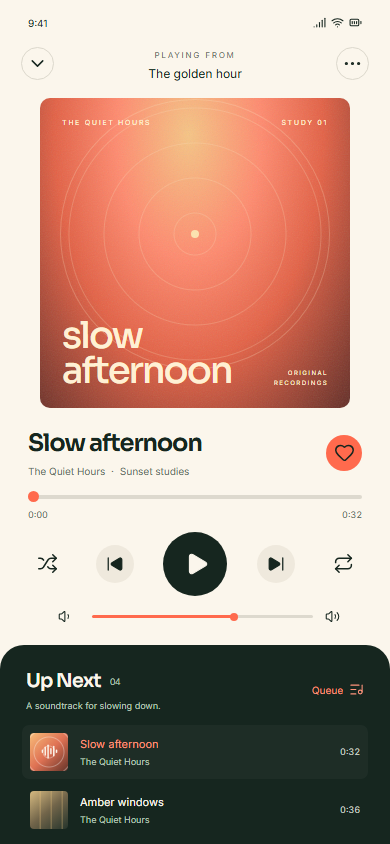 9:41
PLAYING FROM
The golden hour
THE QUIET HOURS
STUDY 01
slow
afternoon
ORIGINAL
RECORDINGS
Slow afternoon
The Quiet Hours · Sunset studies
0:00
0:32
Up Next 04
A soundtrack for slowing down.
Queue
Slow afternoon
The Quiet Hours
0:32
Amber windows
The Quiet Hours
0:36